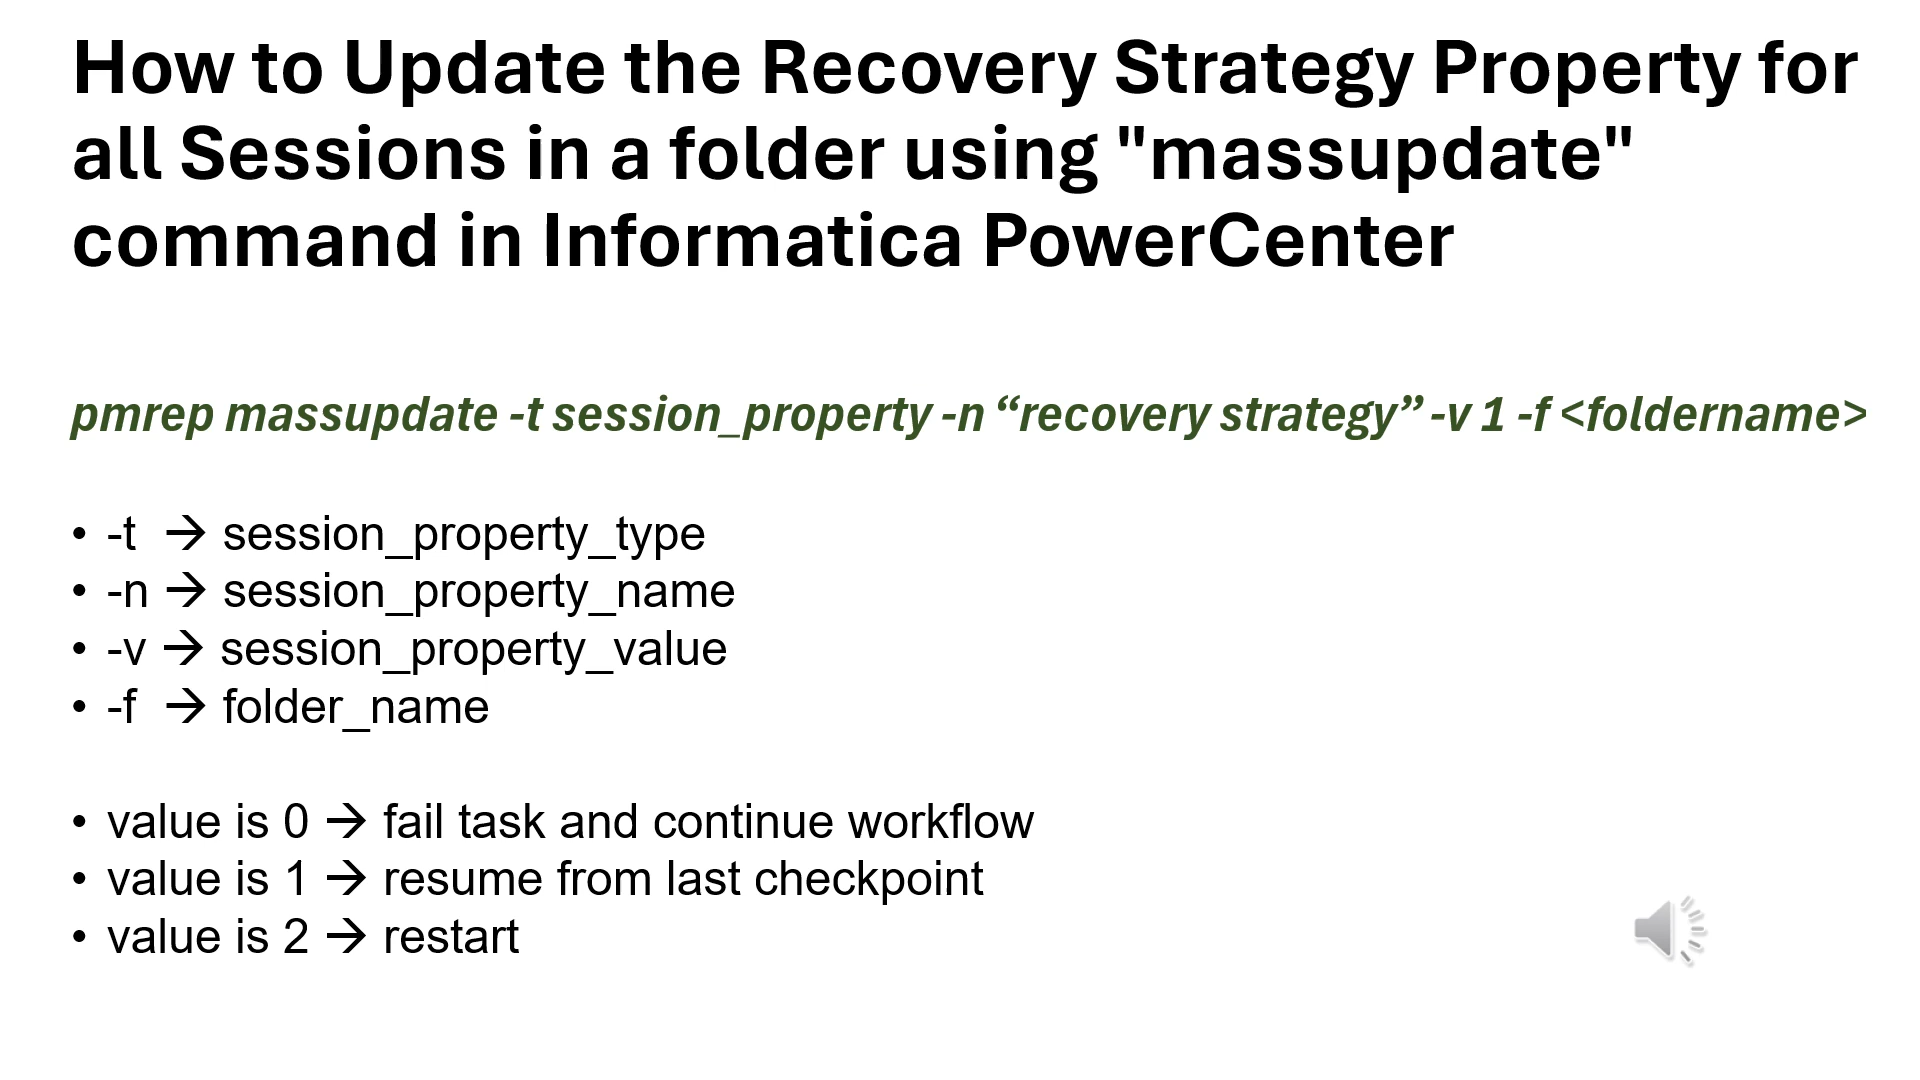 How to Update the Recovery Strategy Property for
all Sessions in a folder using "massupdate"
command in Informatica PowerCenter
pmrep massupdate -t session_property -n “recovery strategy” -v 1 -f <foldername>
• -t → session_property_type
• -n → session_property_name
• -v → session_property_value
• -f → folder_name
• value is 0 → fail task and continue workflow
• value is 1 → resume from last checkpoint
• value is 2 → restart